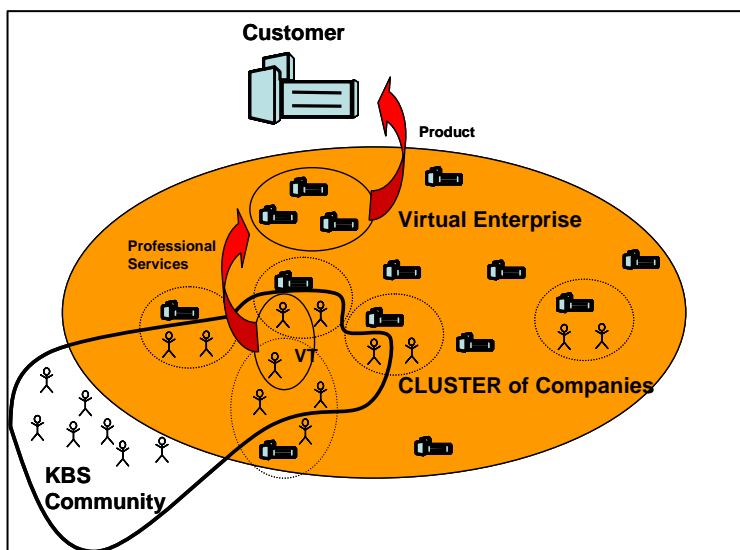 Customer
Product
Virtual Enterprise
Professional
Services
VT
CLUSTER of Companies
KBS
Community